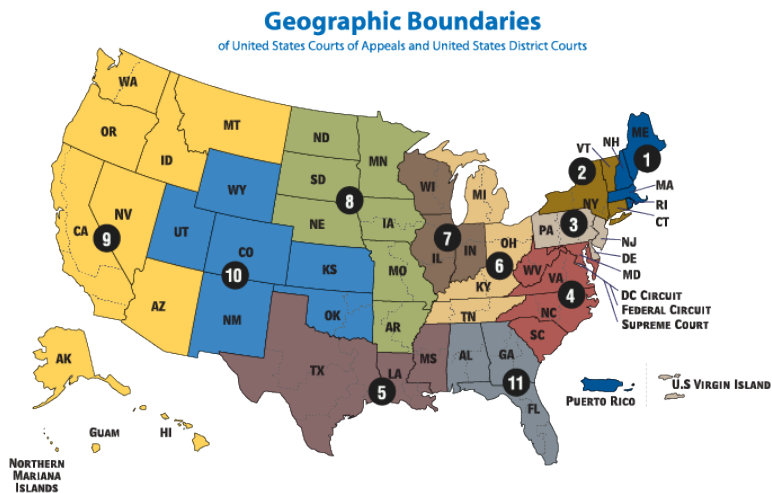 Geographic Boundaries
of United States Courts of Appeals and United States District Courts
WA
OR
ID
MT
ND
MN
SD
WY
NE
IA
WI
MI
VT
NH
ME
1
2
MA
RI
CT
NY
NV
CA
9
UT
CO
10
KS
8
MO
7
IL
IN
OH
6
PA
3
NJ
DE
MD
DC Circuit
Federal Circuit
Supreme Court
WV
VA
4
KY
NC
TN
SC
AZ
NM
OK
AR
TX
LA
5
MS
AL
GA
11
FL
AK
HI
Guam
Northern
Mariana
Islands
Puerto Rico
U.S Virgin Island